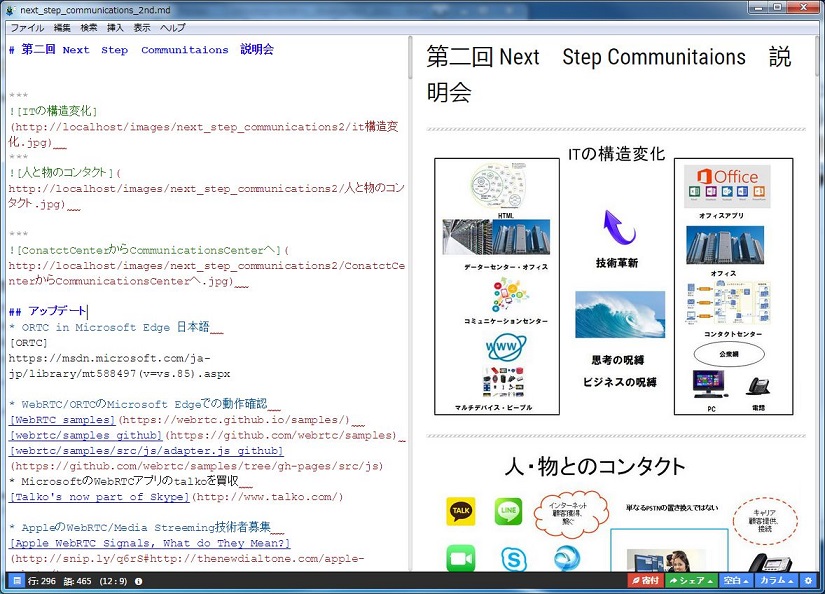 next_step_communications_2nd.md
ファイル 編集 検索 挿入 表示 ヘルプ
# 第二回 Next　Step　Communitaions　説明会
***
![ITの構造変化]
(http://localhost/images/next_step_communications2/it構造変
化.jpg)
***
![人と物のコンタクト](
http://localhost/images/next_step_communications2/人と物のコン
タクト.jpg)
***
![ConatctCenterからCommunicationsCenterへ](
http://localhost/images/next_step_communications2/ConatctCe
nterからCommunicationsCenterへ.jpg)
## アップデート
* ORTC in Microsoft Edge 日本語
[ORTC]
https://msdn.microsoft.com/ja-
jp/library/mt588497(v=vs.85).aspx
* WebRTC/ORTCのMicrosoft Edgeでの動作確認
[WebRTC samples](https://webrtc.github.io/samples/)
[webrtc/samples github](https://github.com/webrtc/samples)
[webrtc/samples/src/js/adapter.js github]
(https://github.com/webrtc/samples/tree/gh-pages/src/js)
* MicrosoftのWebRTCアプリのtalkoを買収
[Talko's now part of Skype](http://www.talko.com/)
* AppleのWebRTC/Media Streeming技術者募集
[Apple WebRTC Signals, What do They Mean?]
(http://snip.ly/q6rS#http://thenewdialtone.com/apple-
第二回 Next　Step Communitaions　説
明会
ITの構造変化
HTML
データーセンター・オフィス
コミュニケーションセンター
WWW
マルチデバイス・ピープル
技術革新
思考の呪縛
ビジネスの呪縛
Office
オフィスアプリ
オフィス
コンタクトセンター
公衆網
PC
電話
人・物とのコンタクト
TALK
LINE
インターネット
顧客獲得、
繋ぐ
単なるPSTNの置き換えではない
キャリア
顧客提供、
接続
行: 296 語: 465 (12 : 9)
寄付
シェア
空白
カラム